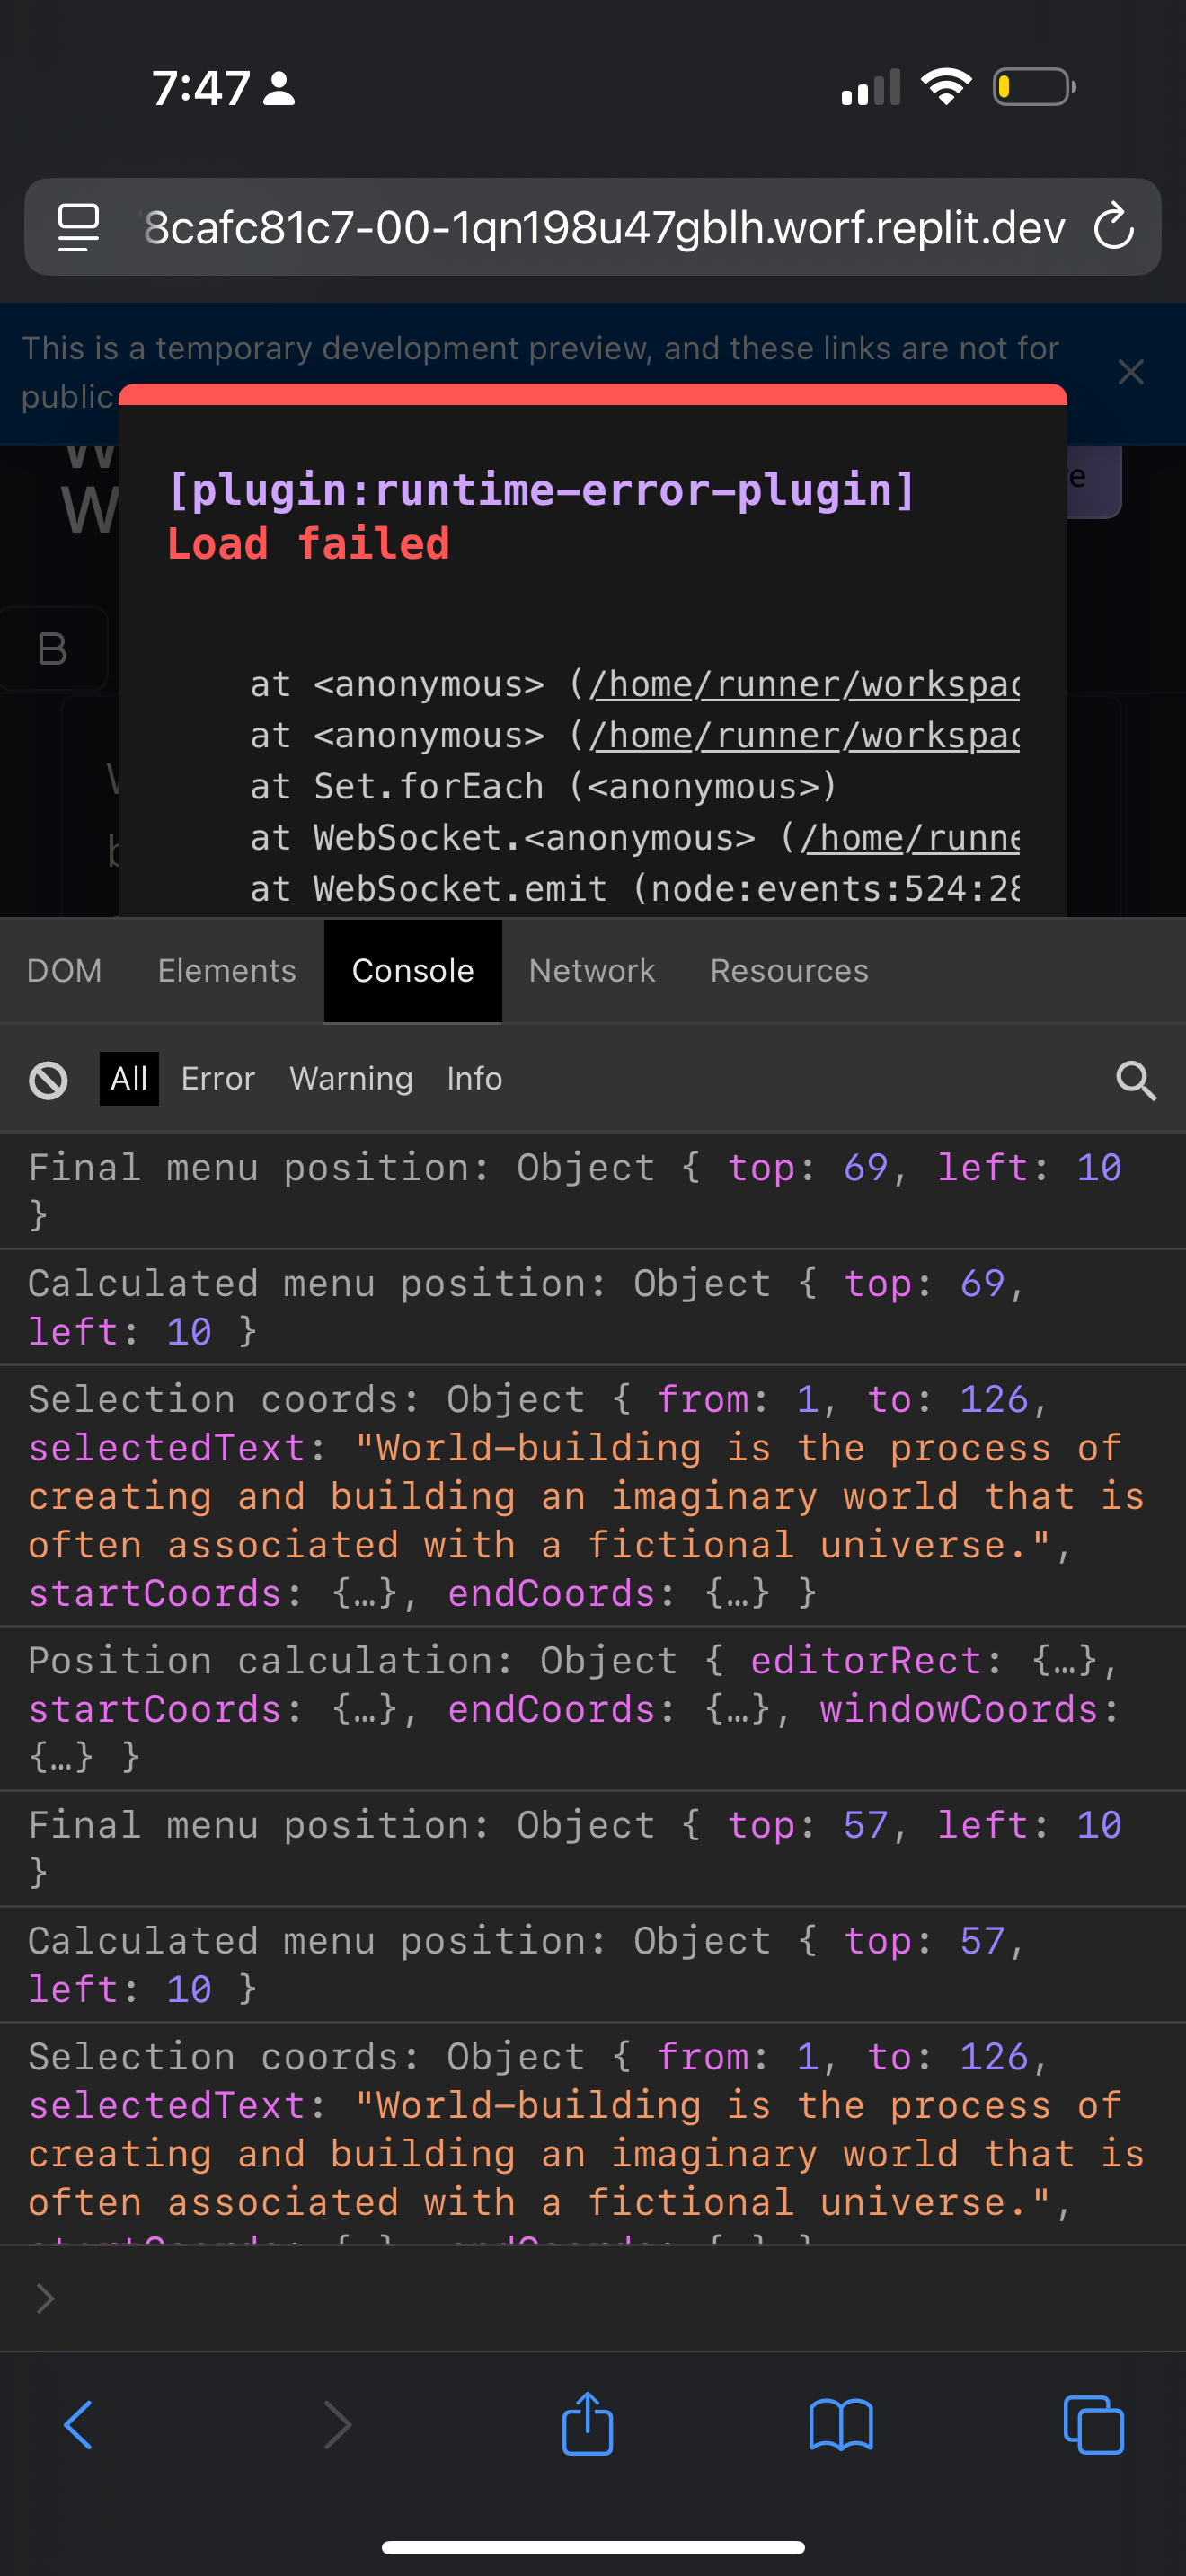 7:47
8cafc81c7-00-1qn198u47gblh.worf.replit.dev
This is a temporary development preview, and these links are not for
public
[plugin:runtime-error-plugin]
Load failed
B
at <anonymous> (/home/runner/workspac
at <anonymous> (/home/runner/workspac
at Set.forEach (<anonymous>)
at WebSocket.<anonymous> (/home/runne
at WebSocket.emit (node:events:524:28
DOM Elements Console Network Resources
All Error Warning Info
Final menu position: Object { top: 69, left: 10
}
Calculated menu position: Object { top: 69,
left: 10 }
Selection coords: Object { from: 1, to: 126,
selectedText: "World-building is the process of
creating and building an imaginary world that is
often associated with a fictional universe.",
startCoords: {…}, endCoords: {…} }
Position calculation: Object { editorRect: {…},
startCoords: {…}, endCoords: {…}, windowCoords:
{…} }
Final menu position: Object { top: 57, left: 10
}
Calculated menu position: Object { top: 57,
left: 10 }
Selection coords: Object { from: 1, to: 126,
selectedText: "World-building is the process of
creating and building an imaginary world that is
often associated with a fictional universe.",